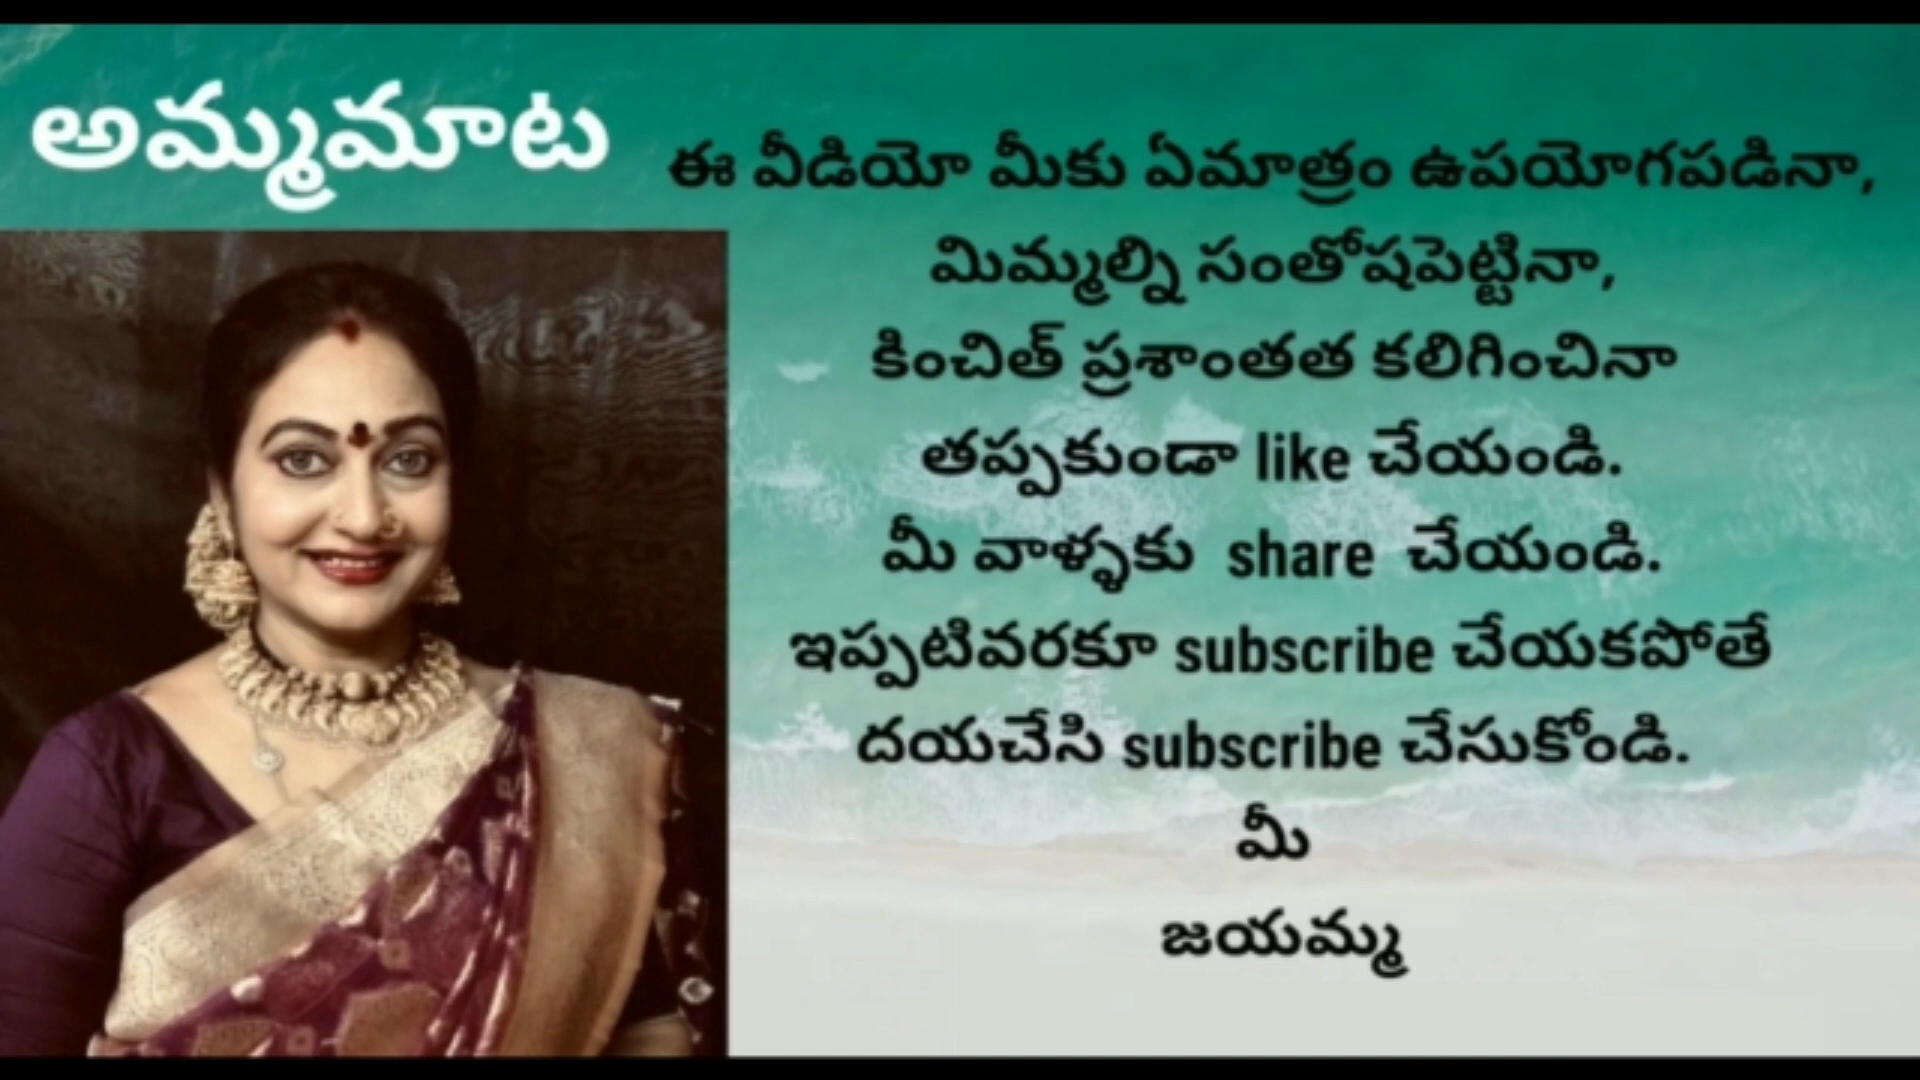 అమ్మమాట
ఈ వీడియో మీకు ఏమాత్రం ఉపయోగపడినా,
మిమ్మల్ని సంతోషపెట్టినా,
కించిత్ ప్రశాంతత కలిగించినా
తప్పకుండా like చేయండి.
మీ వాళ్ళకు share చేయండి.
ఇప్పటివరకూ subscribe చేయకపోతే
దయచేసి subscribe చేసుకోండి.
మీ
జయమ్మ